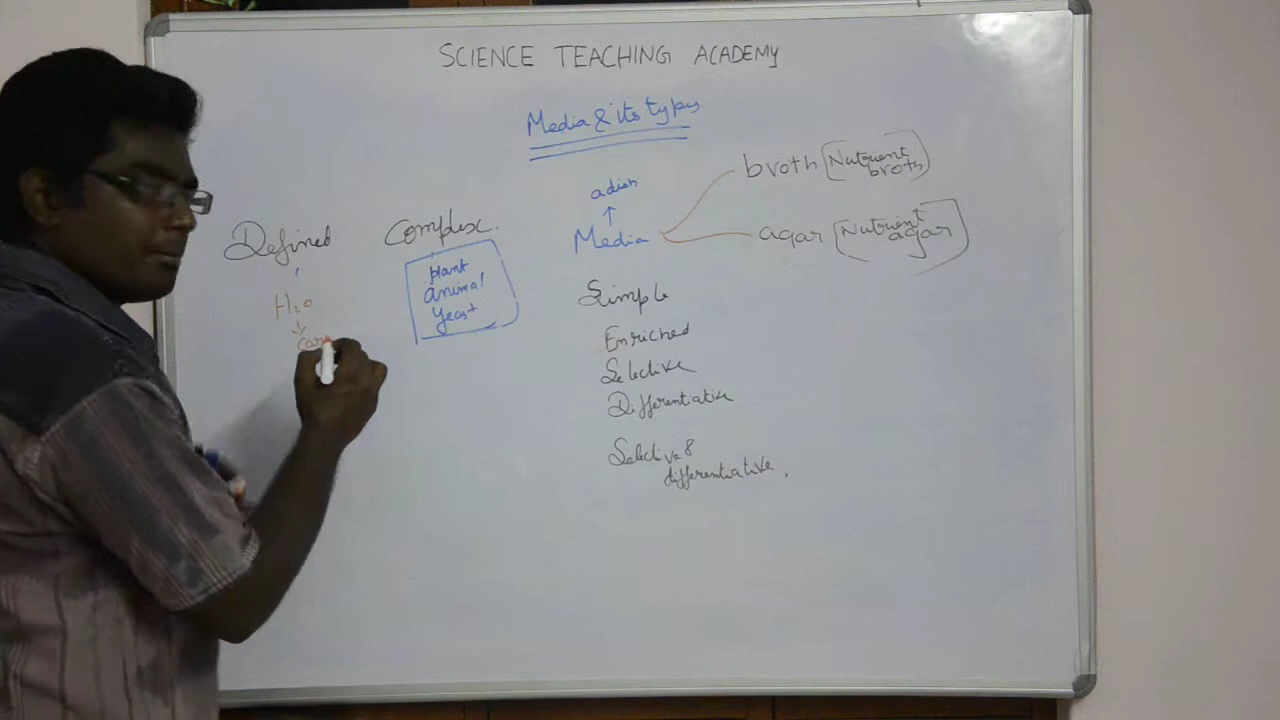 SCIENCE TEACHING ACADEMY
Media & its types
adish
↑
Media
broth [Nutrient
broth]
agar [Nutrient
agar]
Defined
H2O
Car
Complex.
plant
animal
Yeast
Simple
Enriched
Selective
Differentiative
Selective &
differentiative.